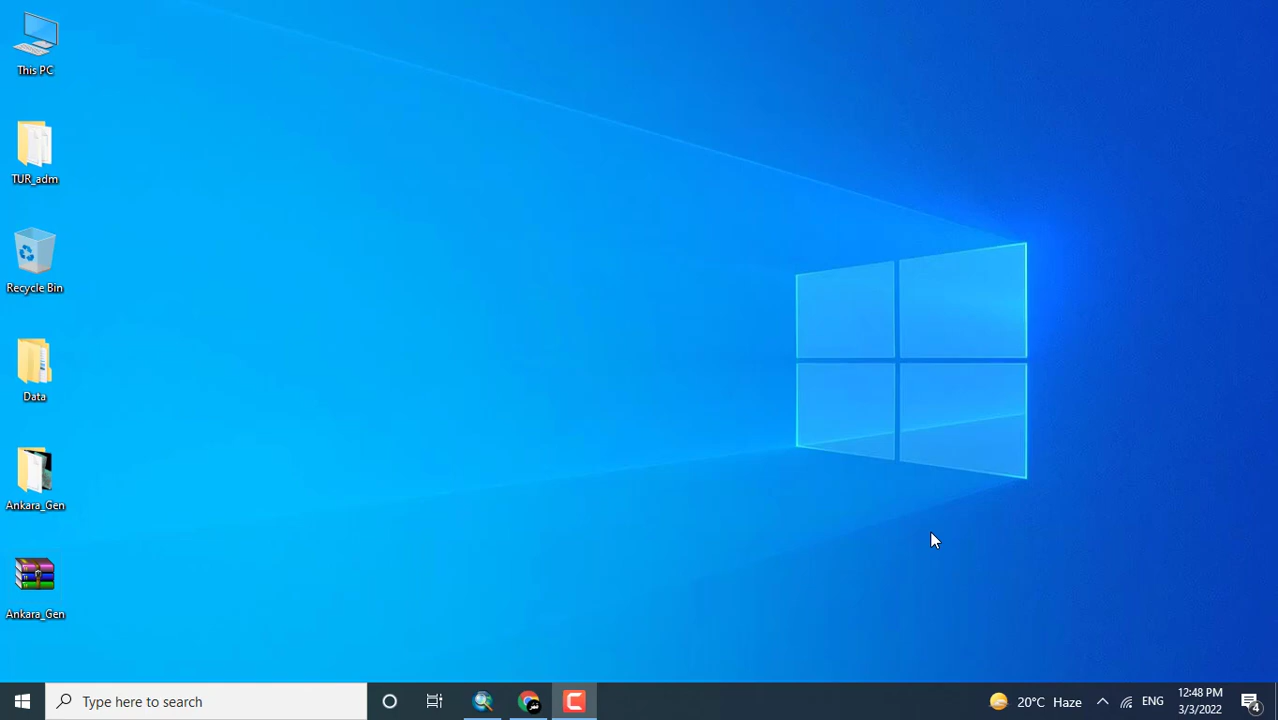 This PC
TUR_adm
Recycle Bin
Data
Ankara_Gen
Ankara_Gen
Type here to search
20°C Haze
ENG
12:48 PM
3/3/2022
4